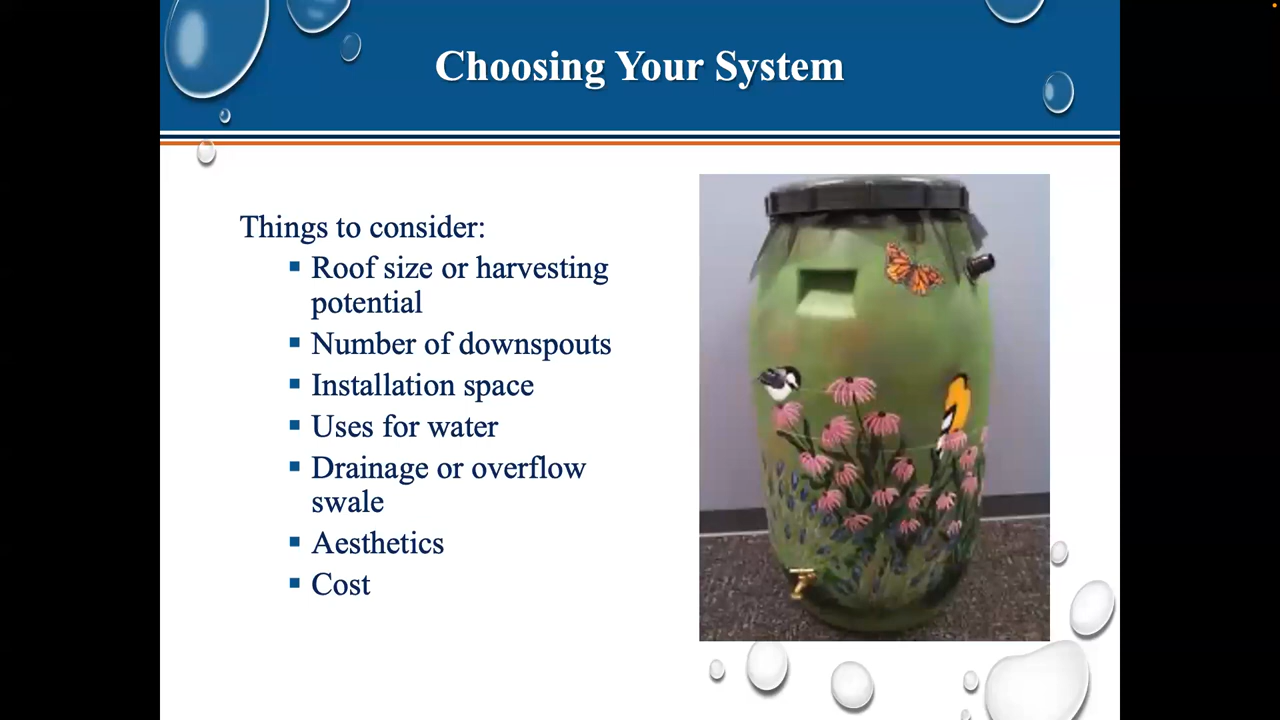 Choosing Your System
Things to consider:
▪ Roof size or harvesting
potential
▪ Number of downspouts
▪ Installation space
▪ Uses for water
▪ Drainage or overflow
swale
▪ Aesthetics
▪ Cost